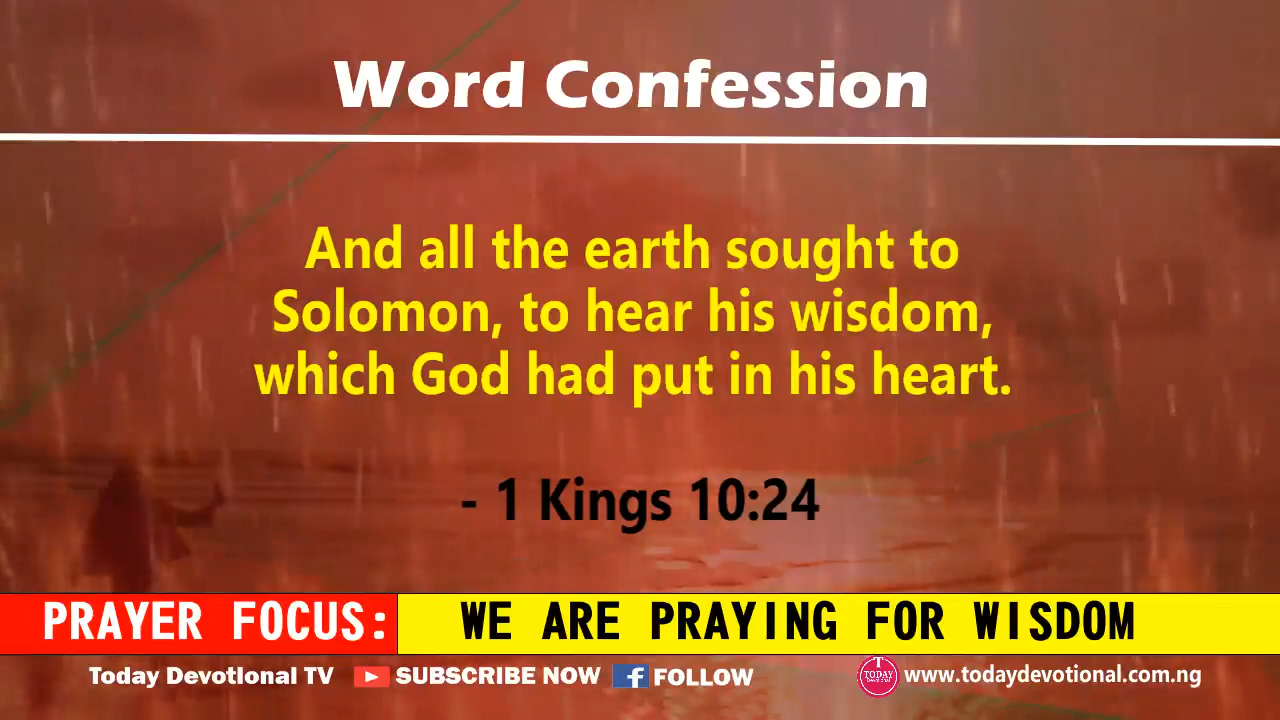 Word Confession
And all the earth sought to
Solomon, to hear his wisdom,
which God had put in his heart.
- 1 Kings 10:24
PRAYER FOCUS: WE ARE PRAYING FOR WISDOM
Today Devotional TV SUBSCRIBE NOW f FOLLOW T TODAY Devotional www.todaydevotional.com.ng